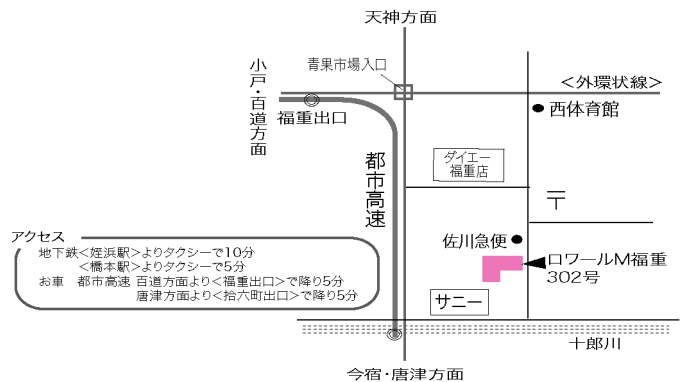 天神方面
青果市場入口
<外環状線>
小戸・百道方面
福重出口
西体育館
都市高速
ダイエー
福重店
〒
佐川急便
ロワールM福重
302号
サニー
アクセス
地下鉄<姪浜駅>よりタクシーで10分
<橋本駅>よりタクシーで5分
お車 都市高速 百道方面より<福重出口>で降り5分
唐津方面より<拾六町出口>で降り5分
十郎川
今宿・唐津方面